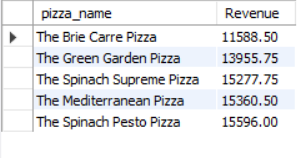 pizza_name Revenue
The Brie Carre Pizza 11588.50
The Green Garden Pizza 13955.75
The Spinach Supreme Pizza 15277.75
The Mediterranean Pizza 15360.50
The Spinach Pesto Pizza 15596.00